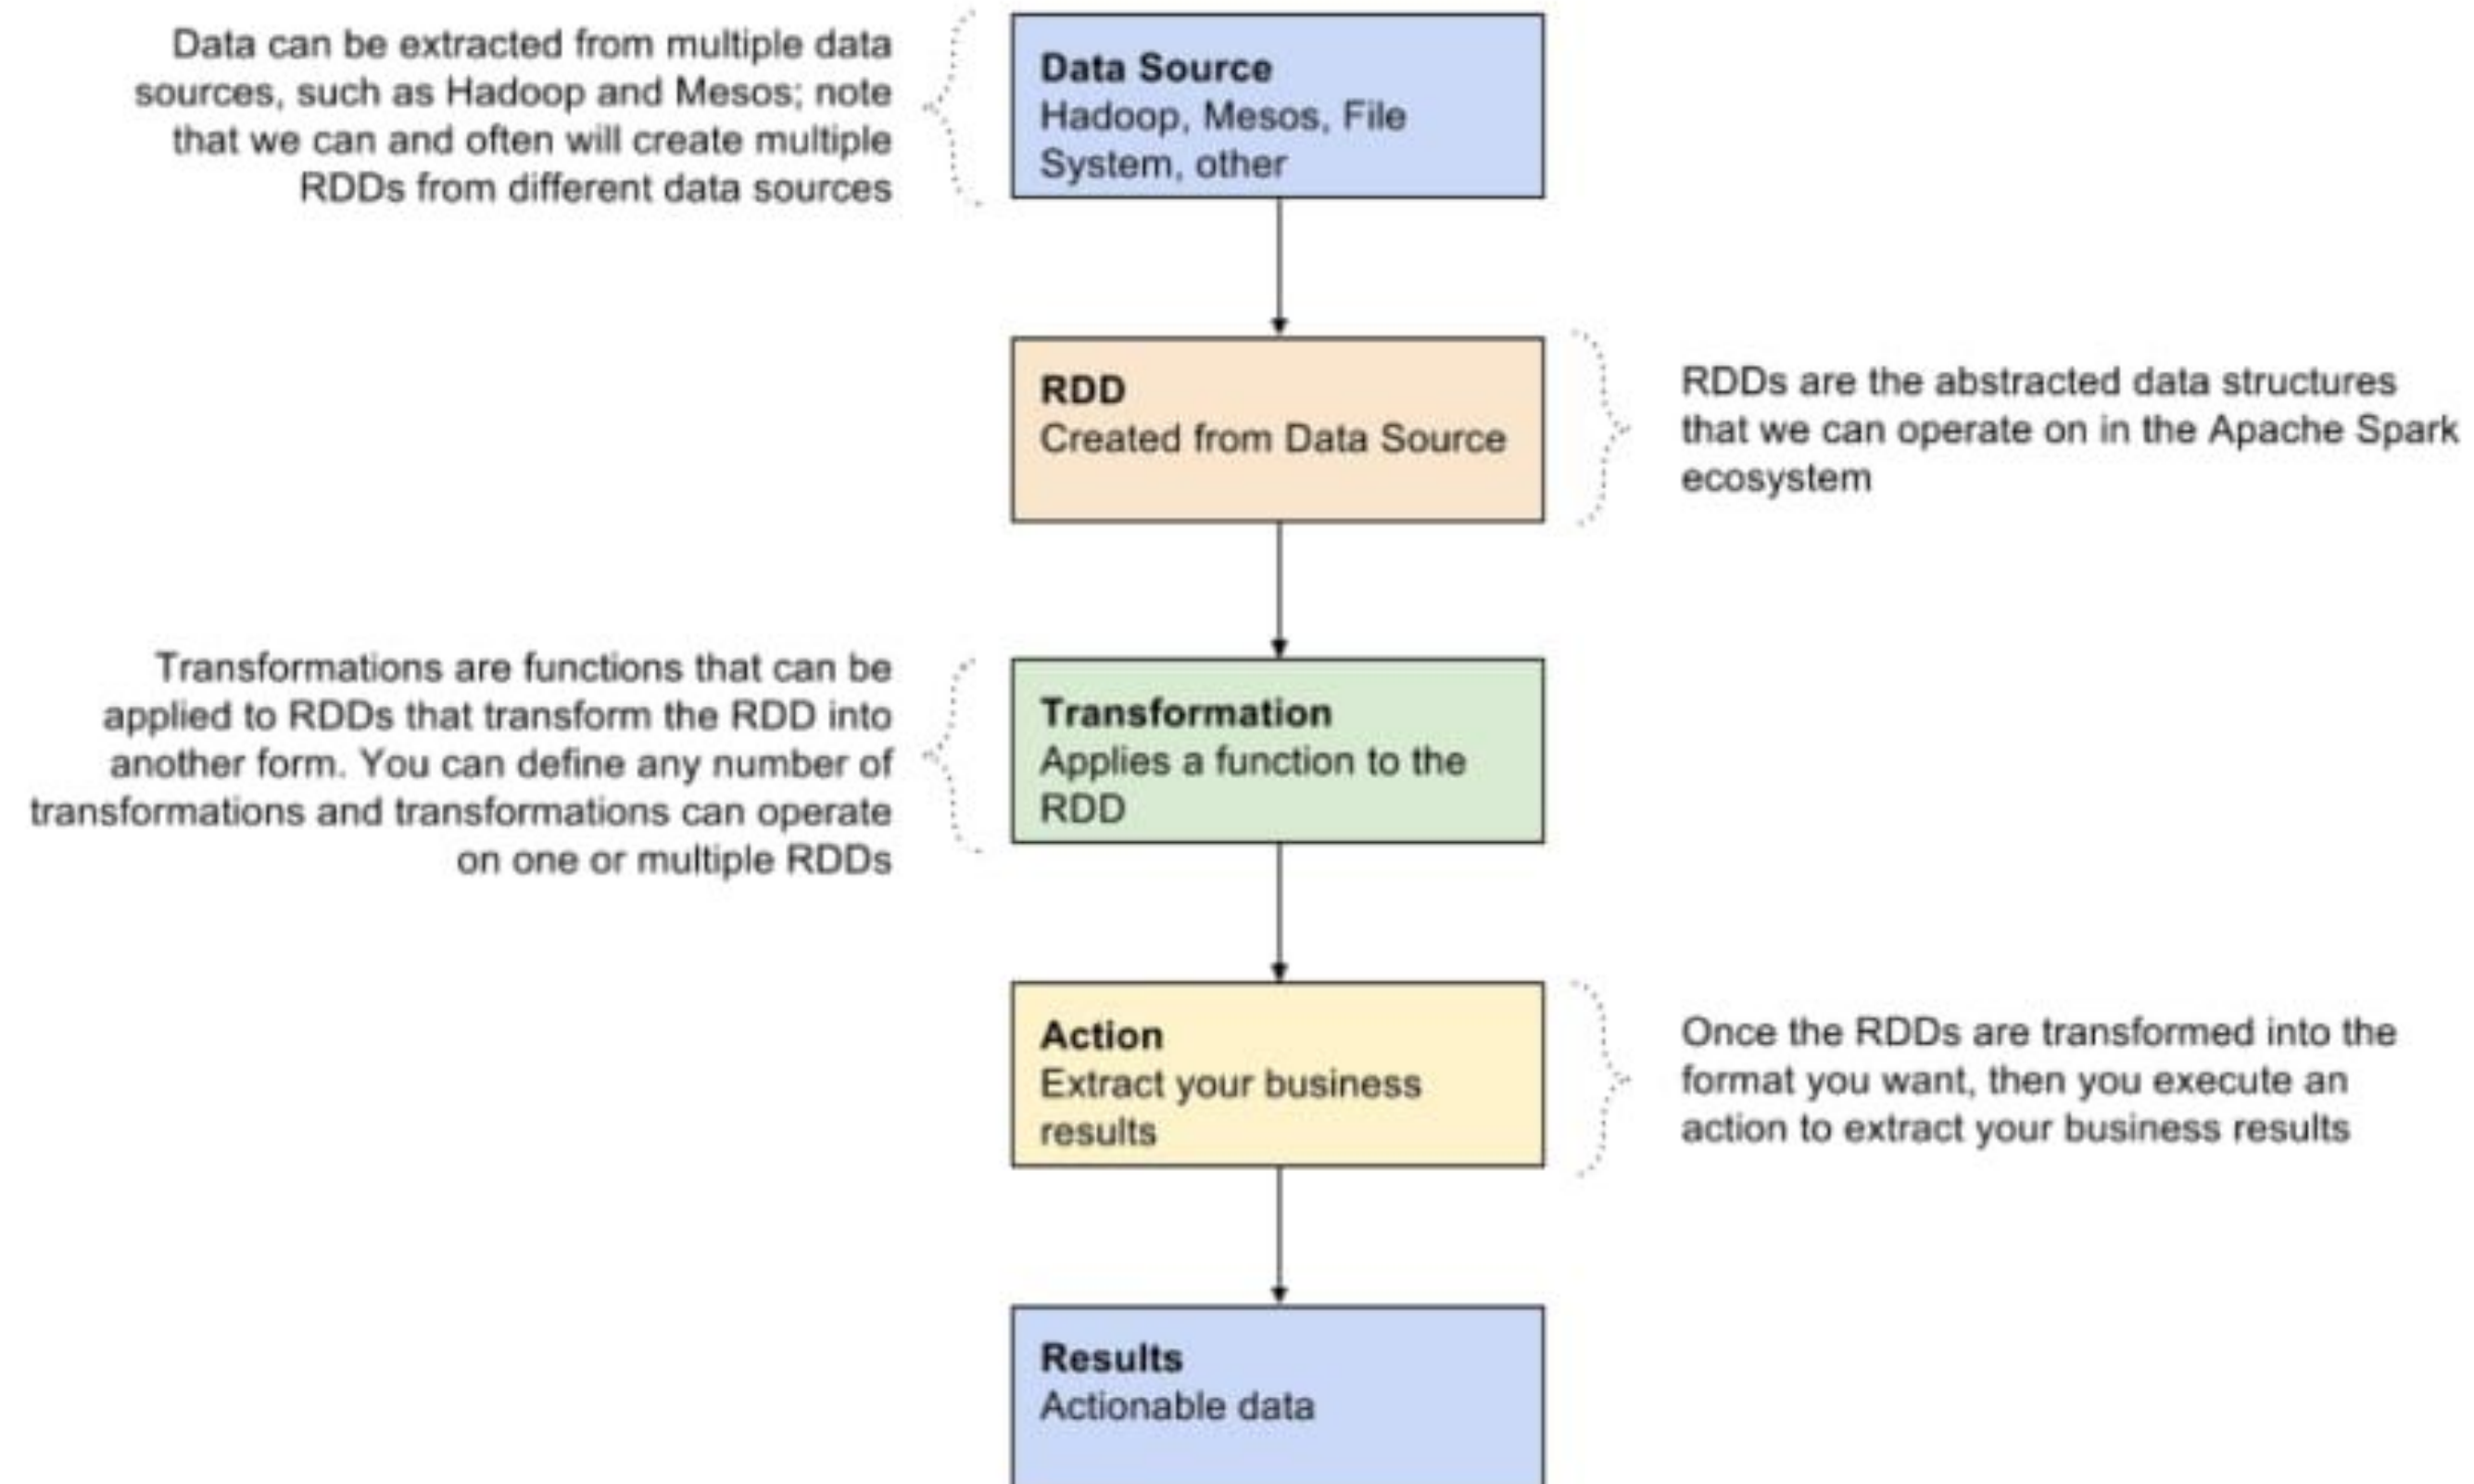 Data can be extracted from multiple data
sources, such as Hadoop and Mesos; note
that we can and often will create multiple
RDDs from different data sources
Data Source
Hadoop, Mesos, File
System, other
RDD
Created from Data Source
RDDs are the abstracted data structures
that we can operate on in the Apache Spark
ecosystem
Transformations are functions that can be
applied to RDDs that transform the RDD into
another form. You can define any number of
transformations and transformations can operate
on one or multiple RDDs
Transformation
Applies a function to the
RDD
Action
Extract your business
results
Once the RDDs are transformed into the
format you want, then you execute an
action to extract your business results
Results
Actionable data